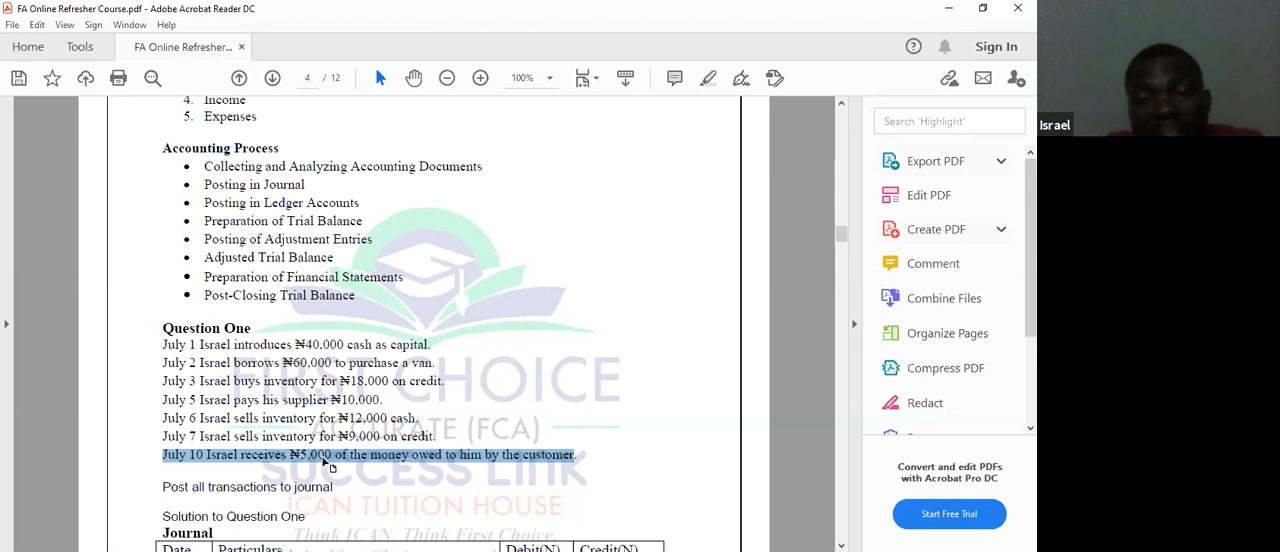 FA Online Refresher Course.pdf - Adobe Acrobat Reader DC
File Edit View Sign Window Help
Home Tools FA Online Refresher... × Sign In
4 / 12 100%
4. Income
5. Expenses
Accounting Process
• Collecting and Analyzing Accounting Documents
• Posting in Journal
• Posting in Ledger Accounts
• Preparation of Trial Balance
• Posting of Adjustment Entries
• Adjusted Trial Balance
• Preparation of Financial Statements
• Post-Closing Trial Balance
Question One
July 1 Israel introduces ₦40,000 cash as capital.
July 2 Israel borrows ₦60,000 to purchase a van.
July 3 Israel buys inventory for ₦18,000 on credit.
July 5 Israel pays his supplier ₦10,000.
July 6 Israel sells inventory for ₦12,000 cash.
July 7 Israel sells inventory for ₦9,000 on credit.
July 10 Israel receives ₦5,000 of the money owed to him by the customer.
Post all transactions to journal
Solution to Question One
Journal
Date Particulars Debit(N) Credit(N)
FIRST CHOICE
ACCURATE (FCA)
SUCCESS LINK
ICAN TUITION HOUSE
Think ICAN, Think First Choice.
Search 'Highlight'
Export PDF
Edit PDF
Create PDF
Comment
Combine Files
Organize Pages
Compress PDF
Redact
Convert and edit PDFs
with Acrobat Pro DC
Start Free Trial
Israel